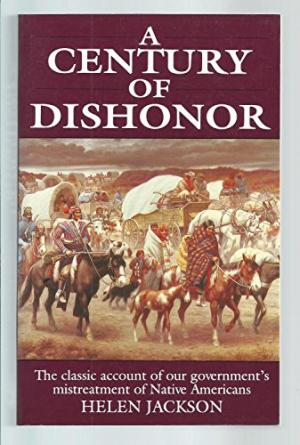 A
CENTURY
OF
DISHONOR
The classic account of our government's
mistreatment of Native Americans
HELEN JACKSON